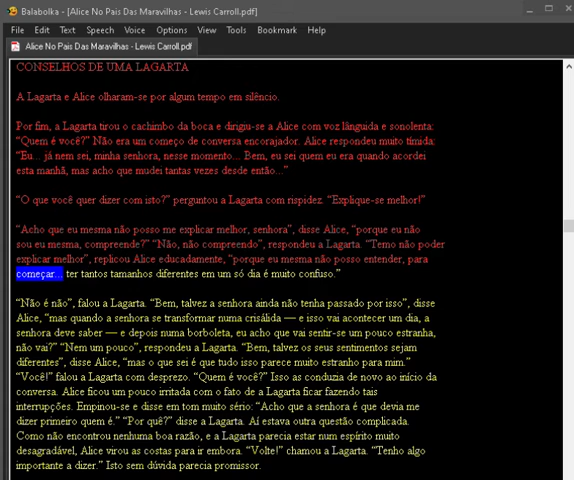 Balabolka - [Alice No Pais Das Maravilhas - Lewis Carroll.pdf]
File Edit Text Speech Voice Options View Tools Bookmark Help
Alice No Pais Das Maravilhas - Lewis Carroll.pdf
CONSELHOS DE UMA LAGARTA
A Lagarta e Alice olharam-se por algum tempo em silêncio.
Por fim, a Lagarta tirou o cachimbo da boca e dirigiu-se a Alice com voz lânguida e sonolenta:
“Quem é você?” Não era um começo de conversa encorajador. Alice respondeu muito tímida:
“Eu... já nem sei, minha senhora, nesse momento... Bem, eu sei quem eu era quando acordei
esta manhã, mas acho que mudei tantas vezes desde então...”
“O que você quer dizer com isto?” perguntou a Lagarta com rispidez. “Explique-se melhor!”
“Acho que eu mesma não posso me explicar melhor, senhora”, disse Alice, “porque eu não
sou eu mesma, compreende?” “Não, não compreendo”, respondeu a Lagarta. “Temo não poder
explicar melhor”, replicou Alice educadamente, “porque eu mesma não posso entender, para
começar... ter tantos tamanhos diferentes em um só dia é muito confuso.”
“Não é não”, falou a Lagarta. “Bem, talvez a senhora ainda não tenha passado por isso”, disse
Alice, “mas quando a senhora se transformar numa crisálida — e isso vai acontecer um dia, a
senhora deve saber — e depois numa borboleta, eu acho que vai sentir-se um pouco estranha,
não vai?” “Nem um pouco”, respondeu a Lagarta. “Bem, talvez os seus sentimentos sejam
diferentes”, disse Alice, “mas o que sei é que tudo isso parece muito estranho para mim.”
“Você!” falou a Lagarta com desprezo. “Quem é você?” Isso as conduzia de novo ao início da
conversa. Alice ficou um pouco irritada com o fato de a Lagarta ficar fazendo tais
interrupções. Empinou-se e disse em tom muito sério: “Acho que a senhora é que devia me
dizer primeiro quem é.” “Por quê?” disse a Lagarta. Aí estava outra questão complicada.
Como não encontrou nenhuma boa razão, e a Lagarta parecia estar num espírito muito
desagradável, Alice virou as costas para ir embora. “Volte!” chamou a Lagarta. “Tenho algo
importante a dizer.” Isto sem dúvida parecia promissor.